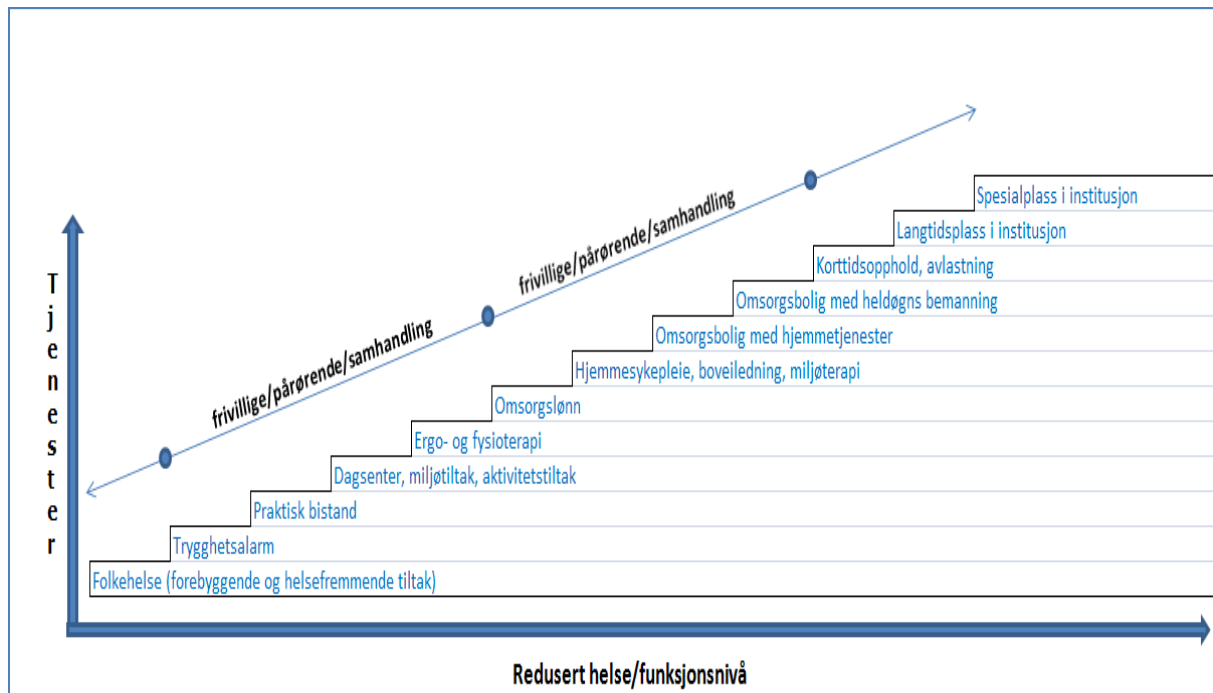 frivillige/pårørende/samhandling
frivillige/pårørende/samhandling
Tjenester
Spesialplass i institusjon
Langtidsplass i institusjon
Korttidsopphold, avlastning
Omsorgsbolig med heldøgns bemanning
Omsorgsbolig med hjemmetjenester
Hjemmesykepleie, boveiledning, miljøterapi
Omsorgslønn
Ergo- og fysioterapi
Dagsenter, miljøtiltak, aktivitetstiltak
Praktisk bistand
Trygghetsalarm
Folkehelse (forebyggende og helsefremmende tiltak)
Redusert helse/funksjonsnivå